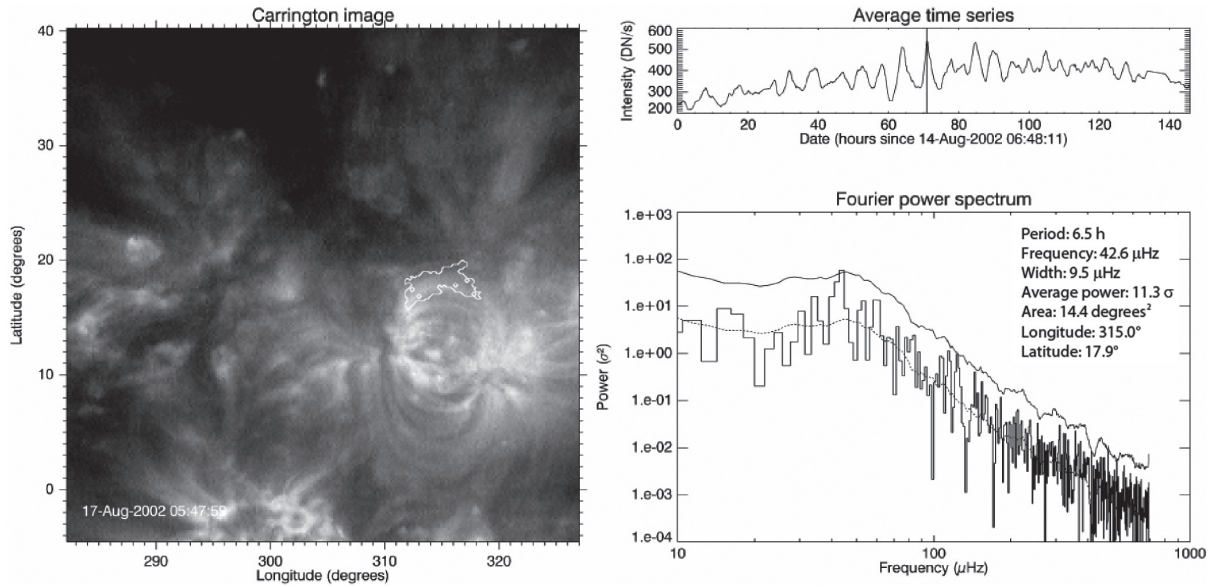 Carrington image
40
30
20
10
0
Latitude (degrees)
17-Aug-2002 05:47:59
290
300
310
320
Longitude (degrees)
Average time series
600
500
400
300
200
Intensity (DN/s)
0
20
40
60
80
100
120
140
Date (hours since 14-Aug-2002 06:48:11)
Fourier power spectrum
1.e+03
1.e+02
1.e+01
1.e+00
1.e-01
1.e-02
1.e-03
1.e-04
Power (σ²)
Period: 6.5 h
Frequency: 42.6 μHz
Width: 9.5 μHz
Average power: 11.3 σ
Area: 14.4 degrees²
Longitude: 315.0°
Latitude: 17.9°
10
100
1000
Frequency (μHz)